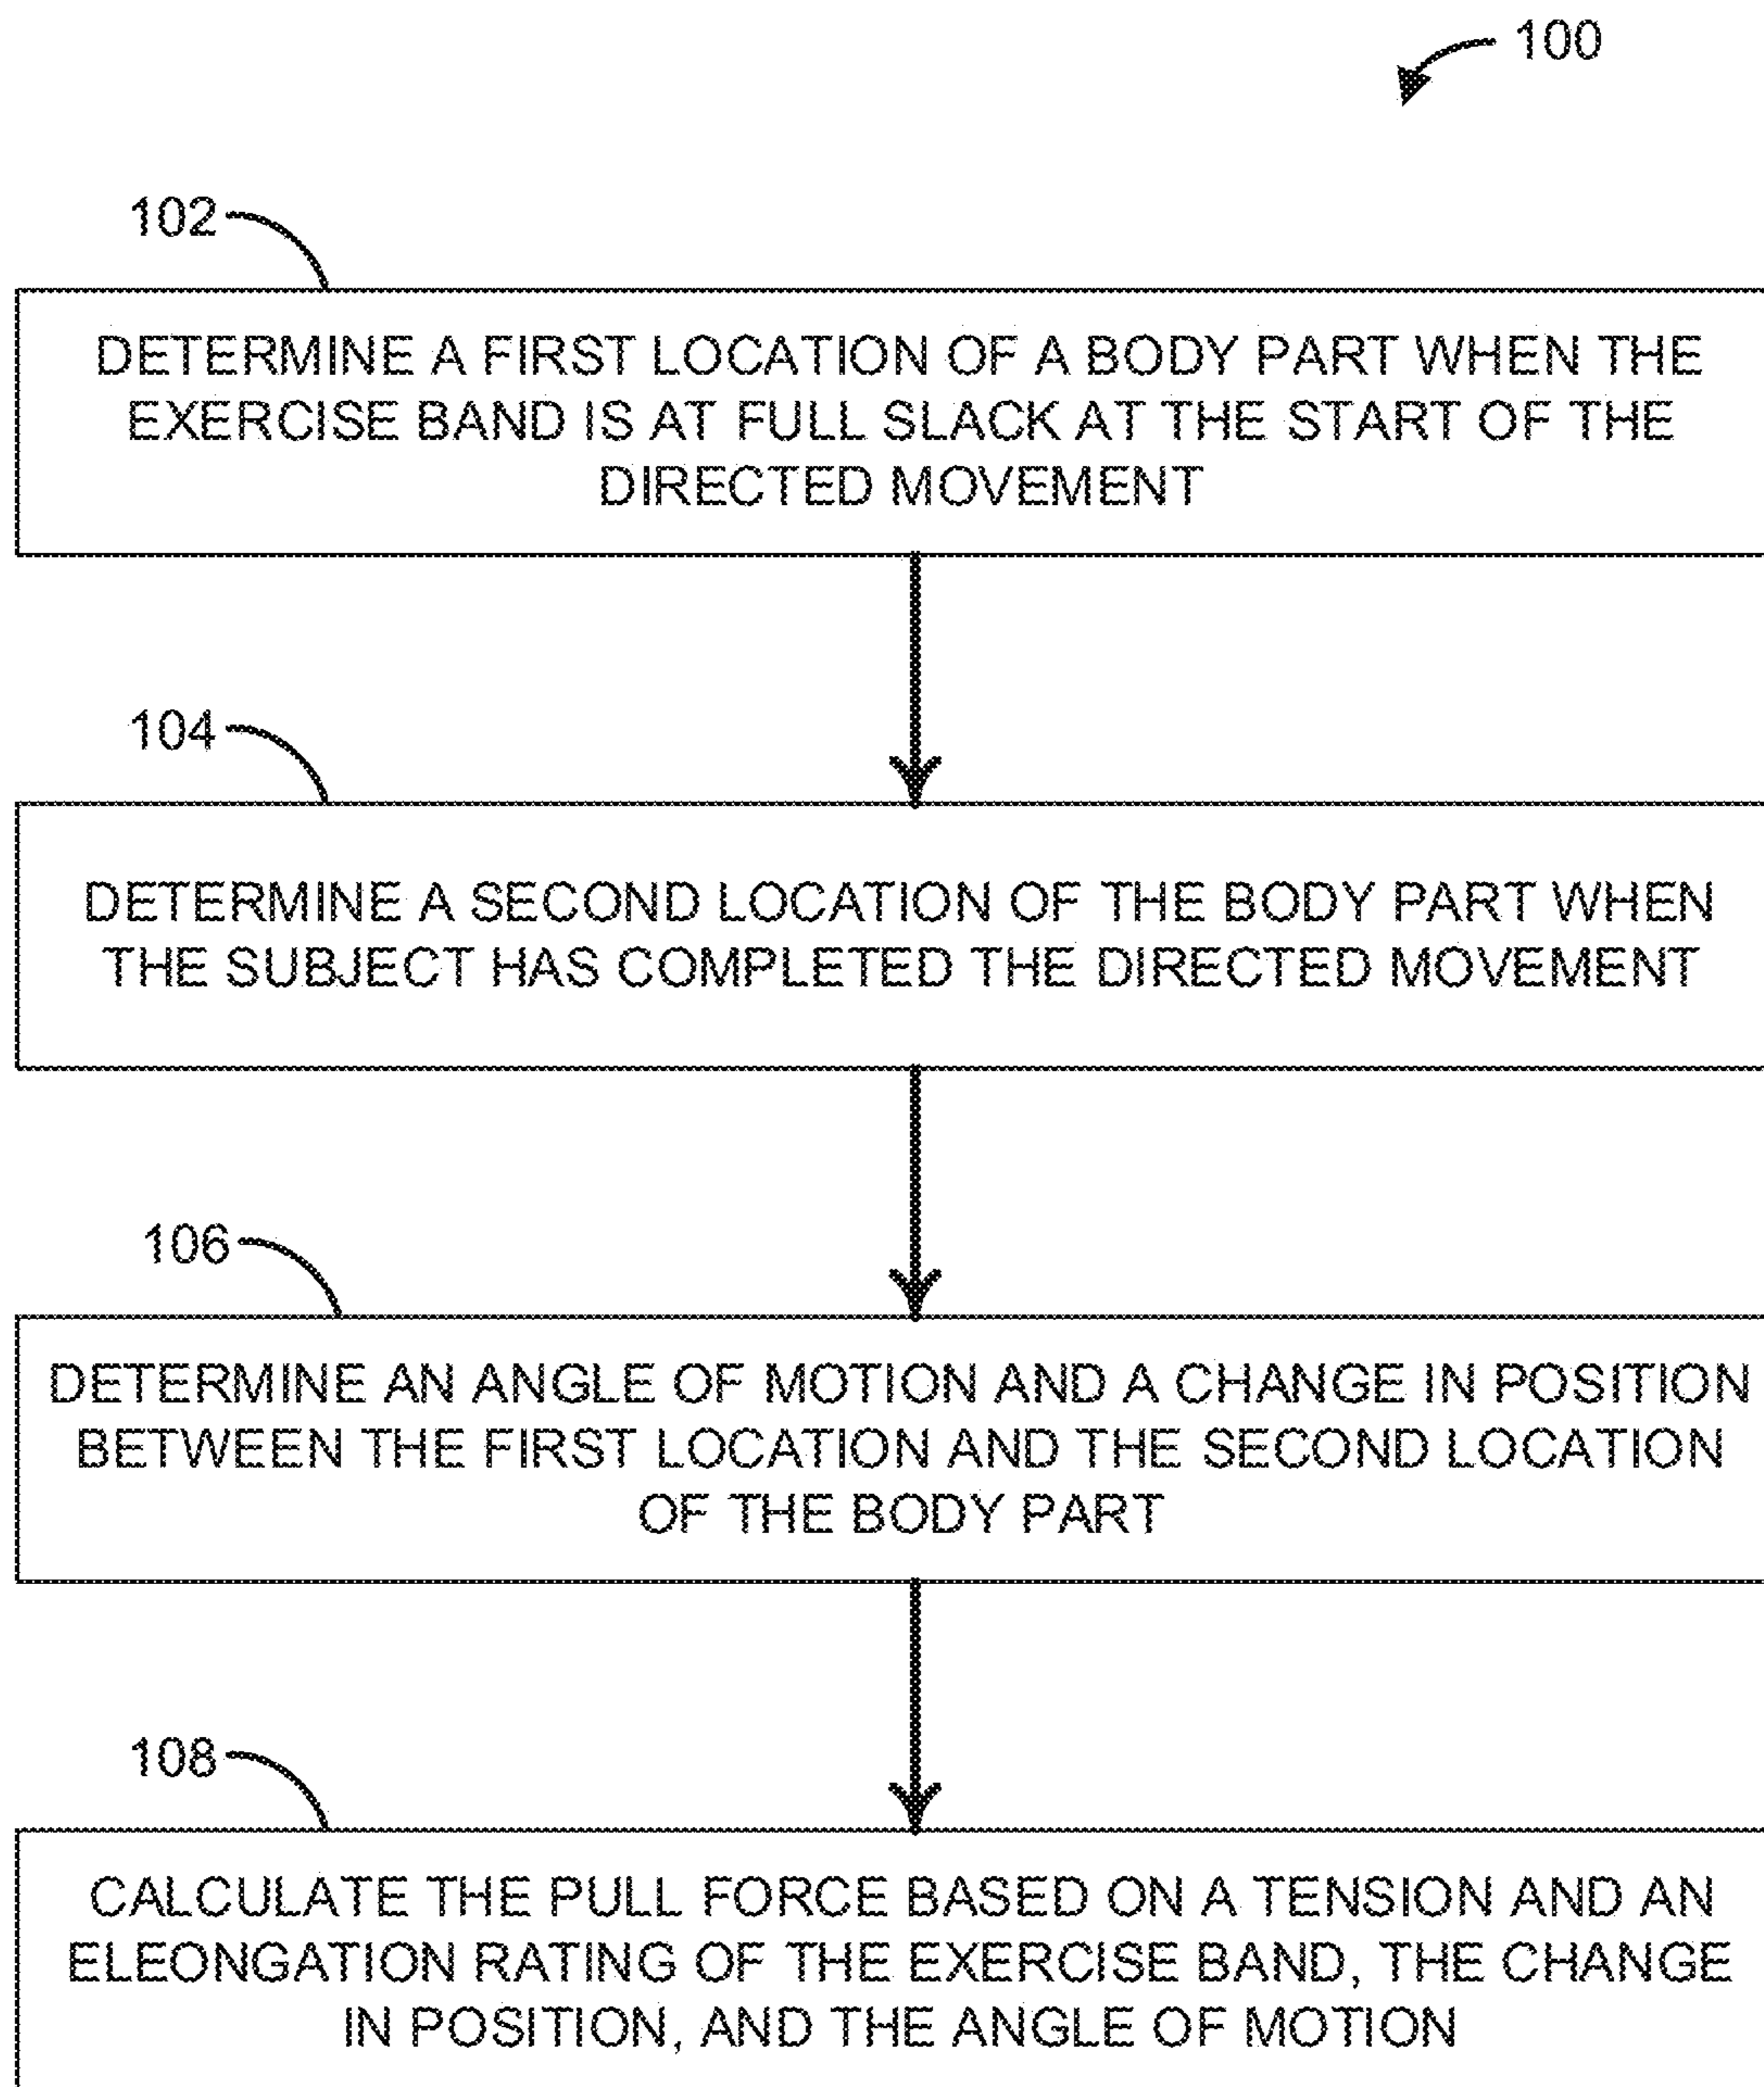 100
102
DETERMINE A FIRST LOCATION OF A BODY PART WHEN THE
EXERCISE BAND IS AT FULL SLACK AT THE START OF THE
DIRECTED MOVEMENT
104
DETERMINE A SECOND LOCATION OF THE BODY PART WHEN
THE SUBJECT HAS COMPLETED THE DIRECTED MOVEMENT
106
DETERMINE AN ANGLE OF MOTION AND A CHANGE IN POSITION
BETWEEN THE FIRST LOCATION AND THE SECOND LOCATION
OF THE BODY PART
108
CALCULATE THE PULL FORCE BASED ON A TENSION AND AN
ELEONGATION RATING OF THE EXERCISE BAND, THE CHANGE
IN POSITION, AND THE ANGLE OF MOTION